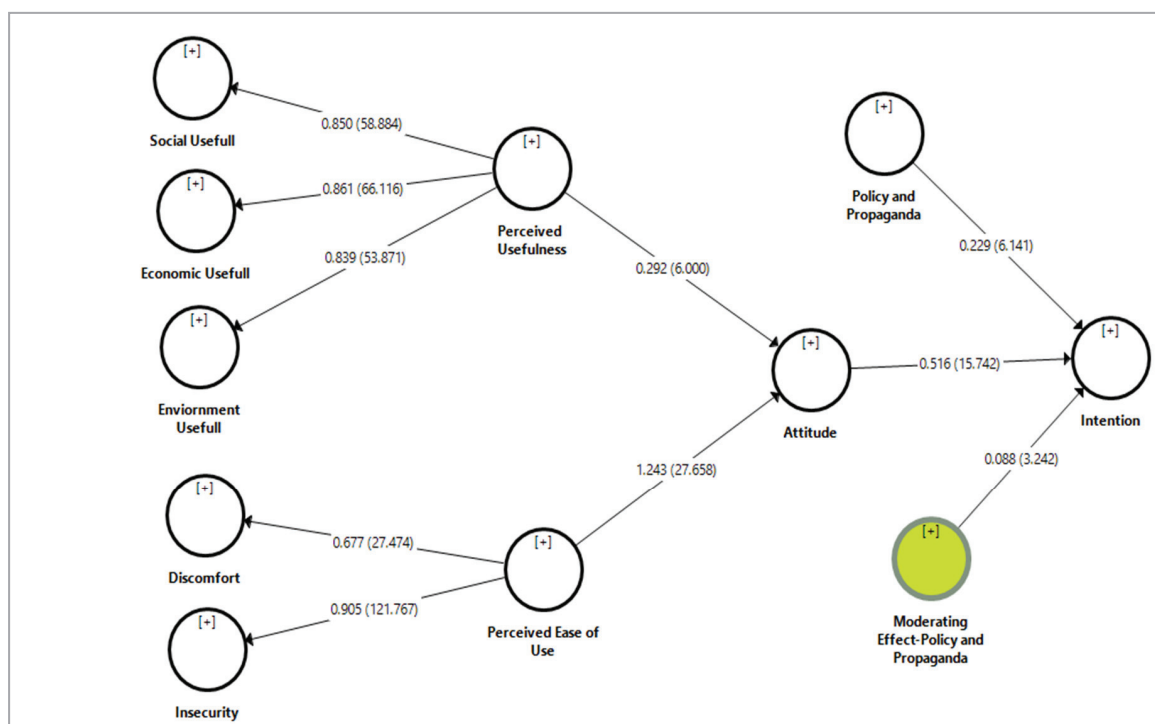 [+]
Social Usefull
0.850 (58.884)
[+]
Economic Usefull
0.861 (66.116)
[+]
Enviornment
Usefull
0.839 (53.871)
[+]
Perceived
Usefulness
0.292 (6.000)
[+]
Policy and
Propaganda
0.229 (6.141)
[+]
Attitude
0.516 (15.742)
[+]
Intention
[+]
Discomfort
0.677 (27.474)
[+]
Insecurity
0.905 (121.767)
[+]
Perceived Ease of
Use
1.243 (27.658)
0.088 (3.242)
[+]
Moderating
Effect-Policy and
Propaganda